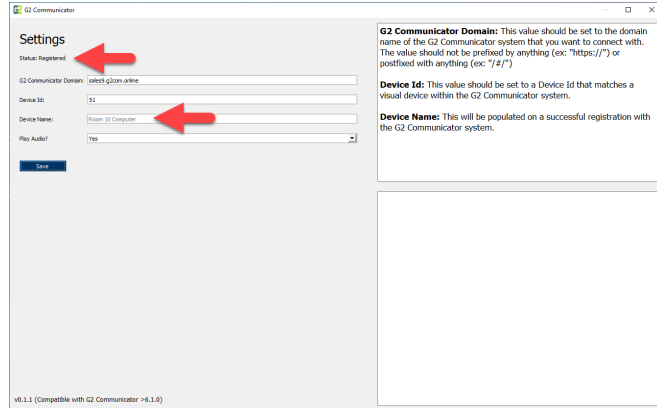 G2 Communicator
Settings
Status: Registered
G2 Communicator Domain: sales9.g2com.online
Device Id: 51
Device Name: Room 10 Computer
Play Audio? Yes
Save
v0.1.1 (Compatible with G2 Communicator >6.1.0)
G2 Communicator Domain: This value should be set to the domain
name of the G2 Communicator system that you want to connect with.
The value should not be prefixed by anything (ex: "https://") or
postfixed with anything (ex: "/#/")
Device Id: This value should be set to a Device Id that matches a
visual device within the G2 Communicator system.
Device Name: This will be populated on a successful registration with
the G2 Communicator system.